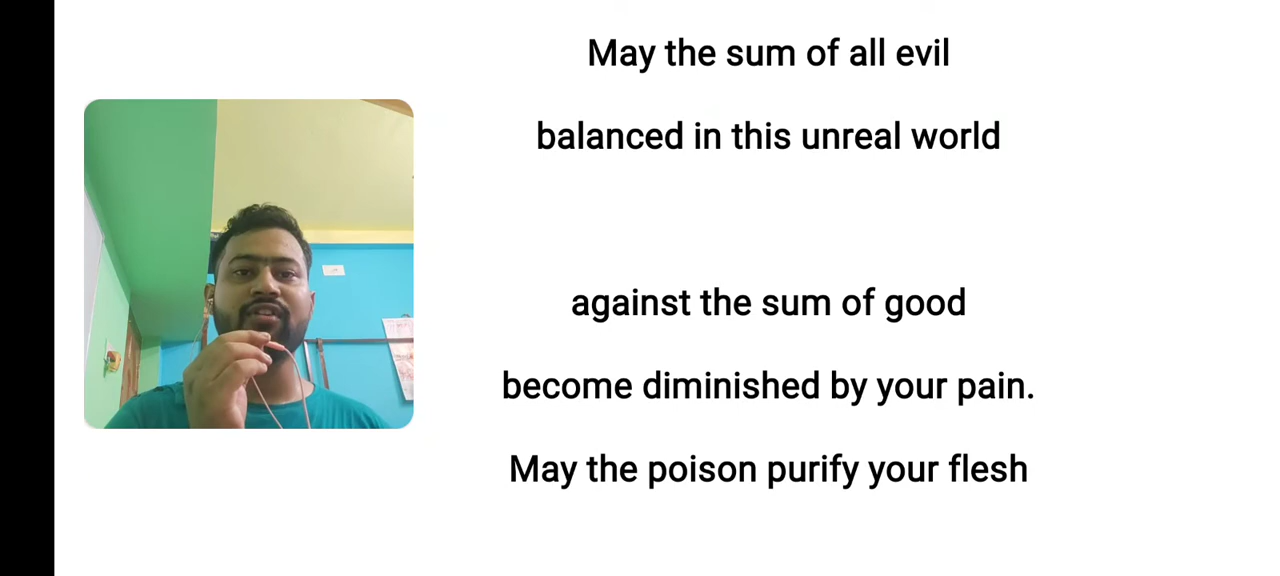 May the sum of all evil
balanced in this unreal world
against the sum of good
become diminished by your pain.
May the poison purify your flesh